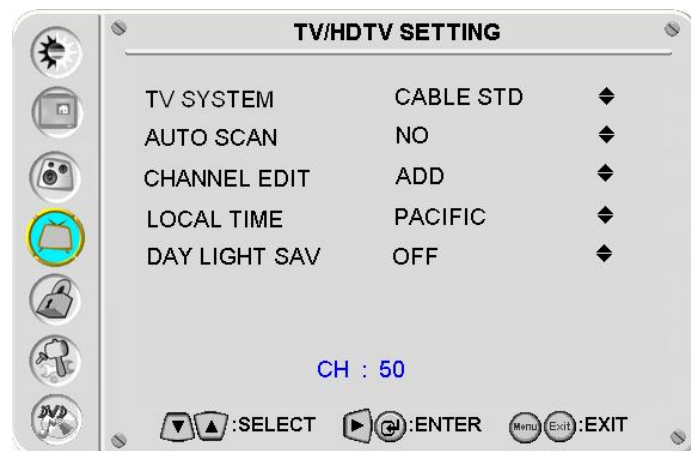 TV/HDTV SETTING
TV SYSTEM CABLE STD
AUTO SCAN NO
CHANNEL EDIT ADD
LOCAL TIME PACIFIC
DAY LIGHT SAV OFF
CH : 50
:SELECT :ENTER Menu Exit :EXIT
DVD